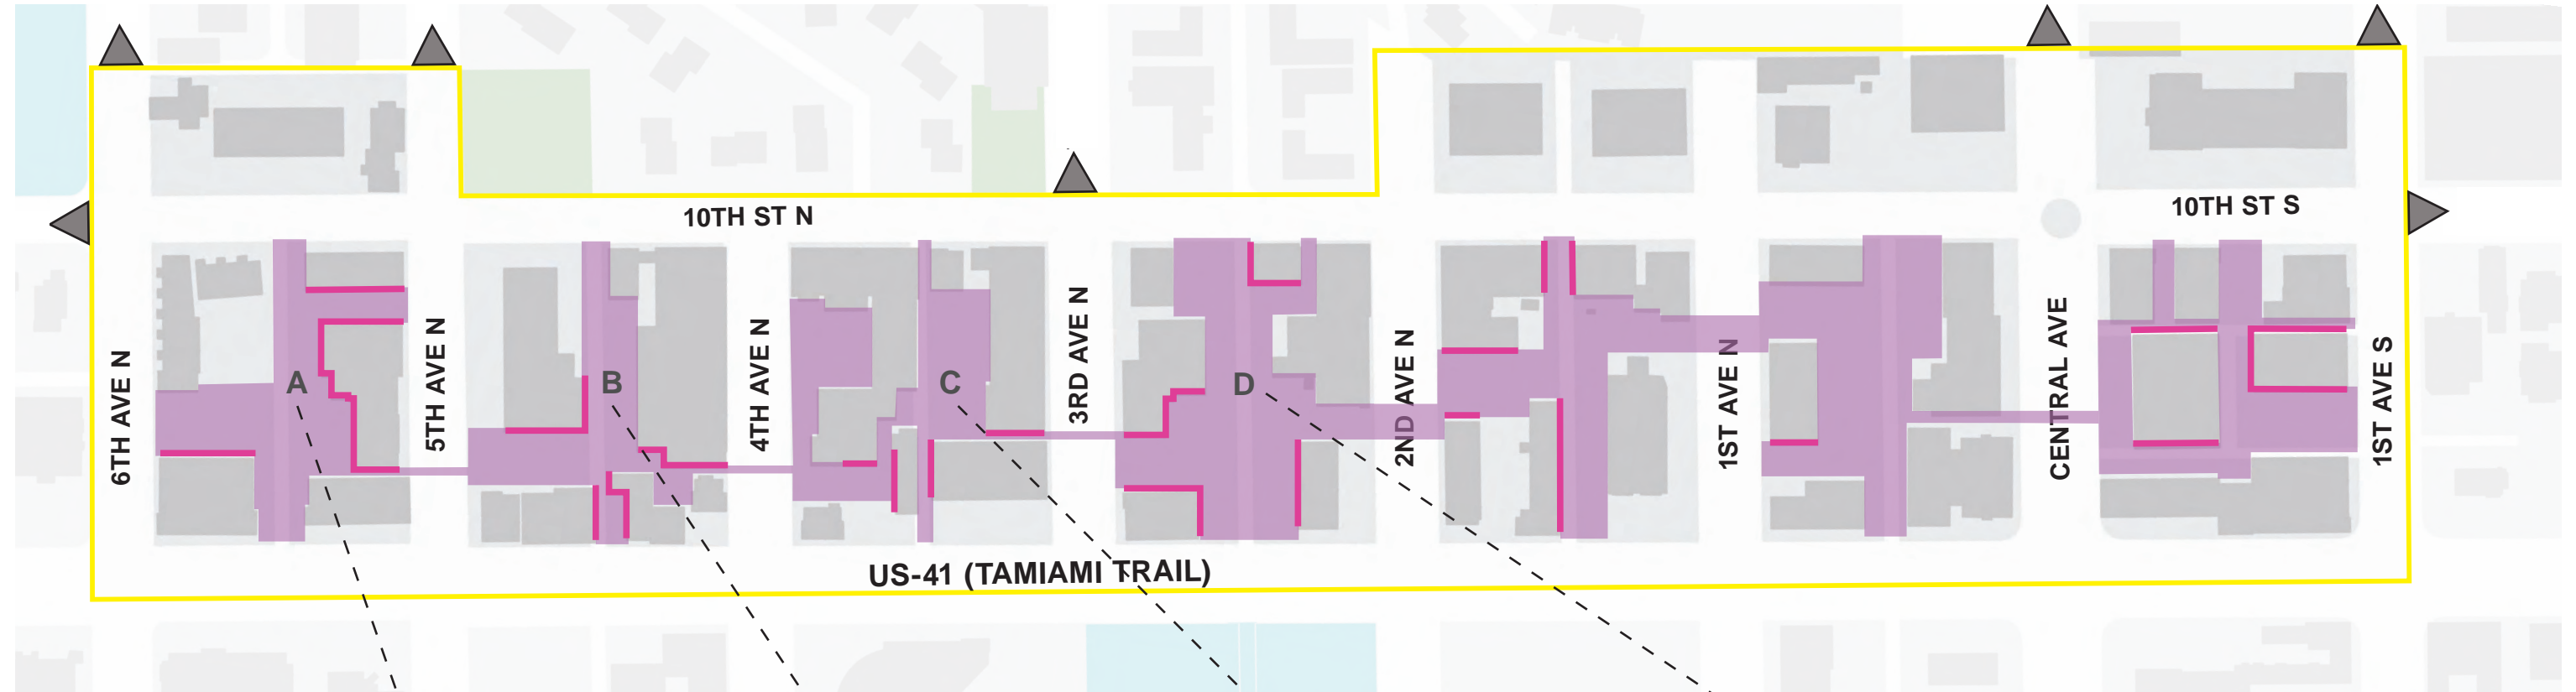 10TH ST N
10TH ST S
6TH AVE N
A
5TH AVE N
B
4TH AVE N
C
3RD AVE N
D
2ND AVE N
1ST AVE N
CENTRAL AVE
1ST AVE S
US-41 (TAMIAMI TRAIL)